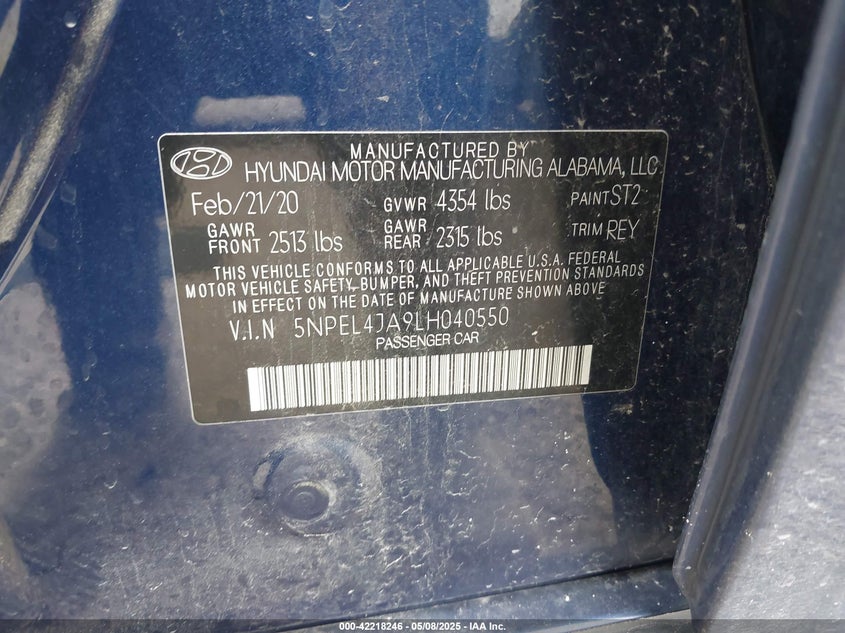 MANUFACTURED BY
HYUNDAI MOTOR MANUFACTURING ALABAMA, LLC
Feb/21/20 GVWR 4354 lbs PAINT ST2
GAWR FRONT 2513 lbs GAWR REAR 2315 lbs TRIM REY
THIS VEHICLE CONFORMS TO ALL APPLICABLE U.S.A. FEDERAL
MOTOR VEHICLE SAFETY, BUMPER, AND THEFT PREVENTION STANDARDS
IN EFFECT ON THE DATE OF MANUFACTURE SHOWN ABOVE
V.I.N 5NPEL4JA9LH040550
PASSENGER CAR
000-42218246 - 05/08/2025 - IAA Inc.